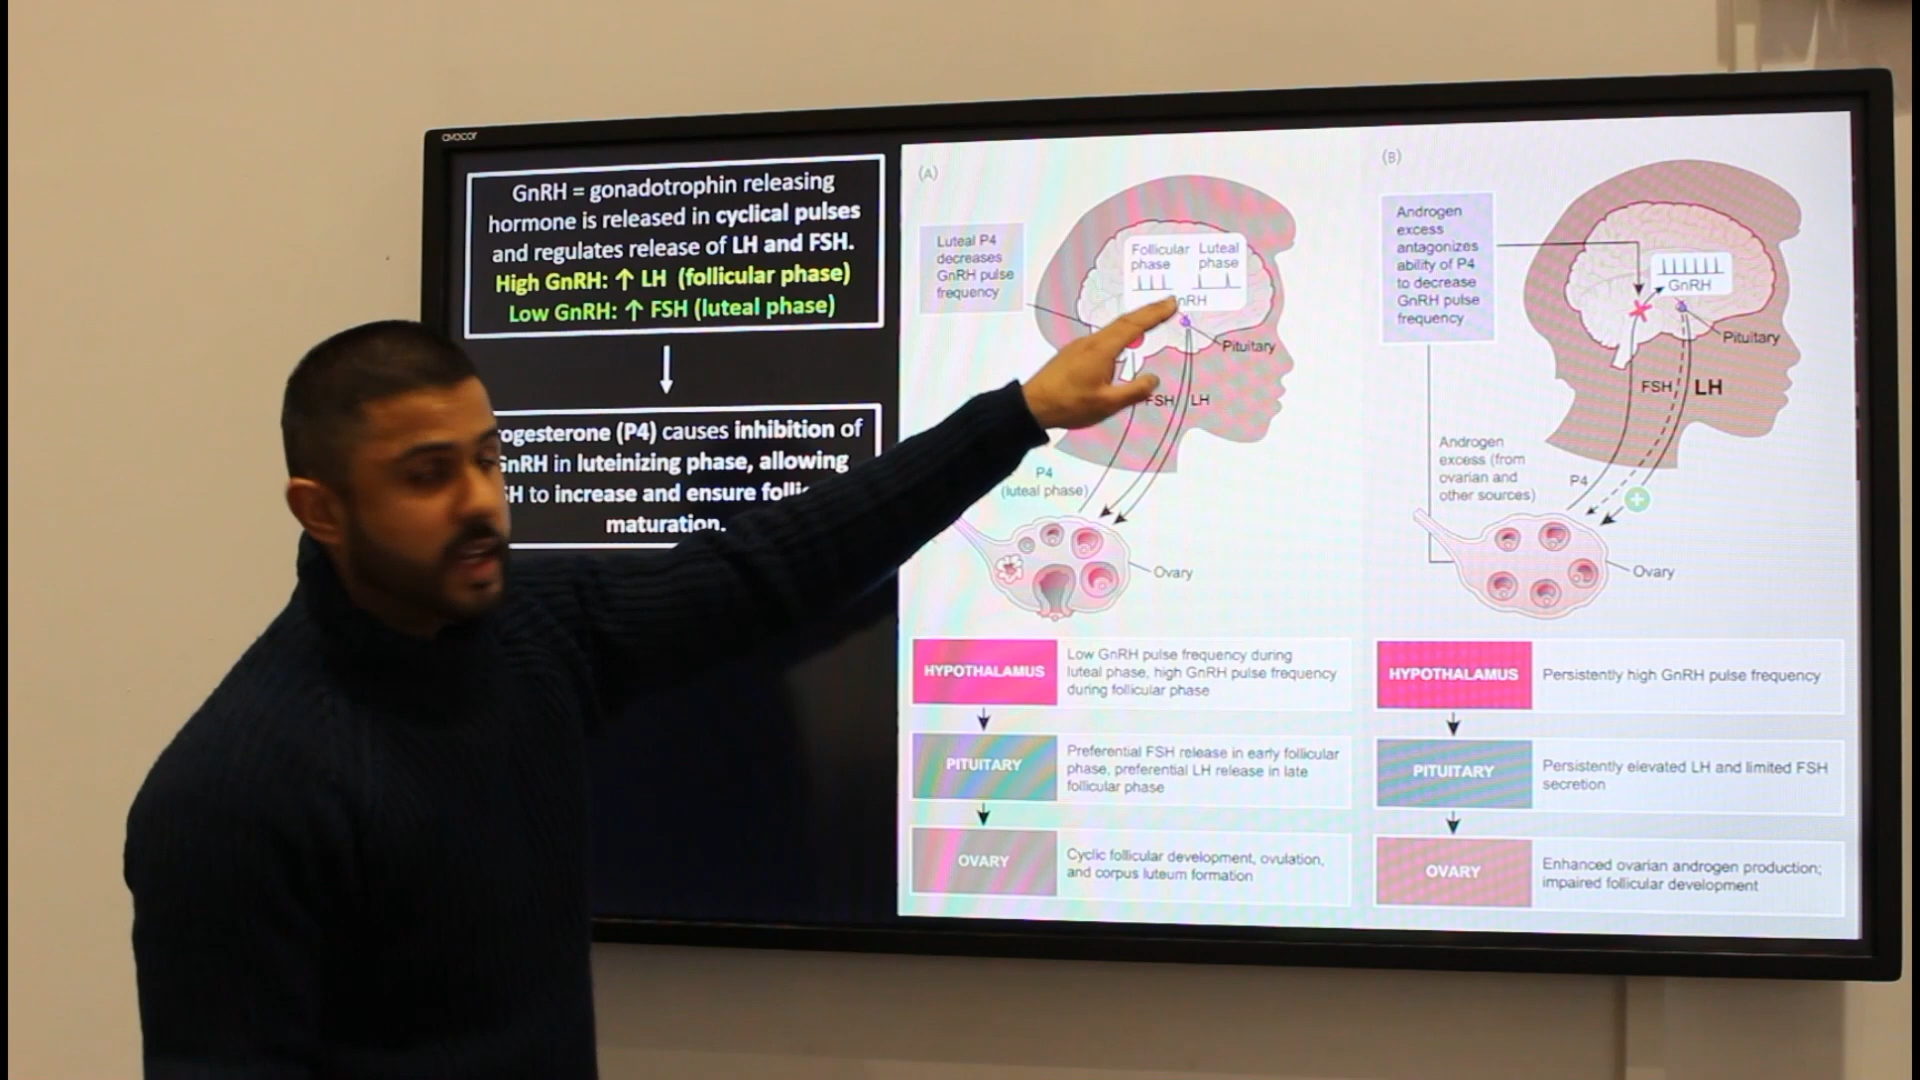 avocor
GnRH = gonadotrophin releasing
hormone is released in cyclical pulses
and regulates release of LH and FSH.
High GnRH: ↑ LH (follicular phase)
Low GnRH: ↑ FSH (luteal phase)
(P4) causes inhibition of
in luteinizing phase, allowing
to increase and ensure
maturation.
(A)
Luteal P4
decreases
GnRH pulse
frequency
Follicular
phase
Luteal
phase
Pituitary
LH
P4
(luteal phase)
Ovary
HYPOTHALAMUS
Low GnRH pulse frequency during
luteal phase, high GnRH pulse frequency
during follicular phase
PITUITARY
Preferential FSH release in early follicular
phase, preferential LH release in late
follicular phase
OVARY
Cyclic follicular development, ovulation,
and corpus luteum formation
(B)
Androgen
excess
antagonizes
ability of P4
to decrease
GnRH pulse
frequency
GnRH
Pituitary
FSH
LH
Androgen
excess (from
ovarian and
other sources)
P4
+
Ovary
HYPOTHALAMUS
Persistently high GnRH pulse frequency
PITUITARY
Persistently elevated LH and limited FSH
secretion
OVARY
Enhanced ovarian androgen production;
impaired follicular development